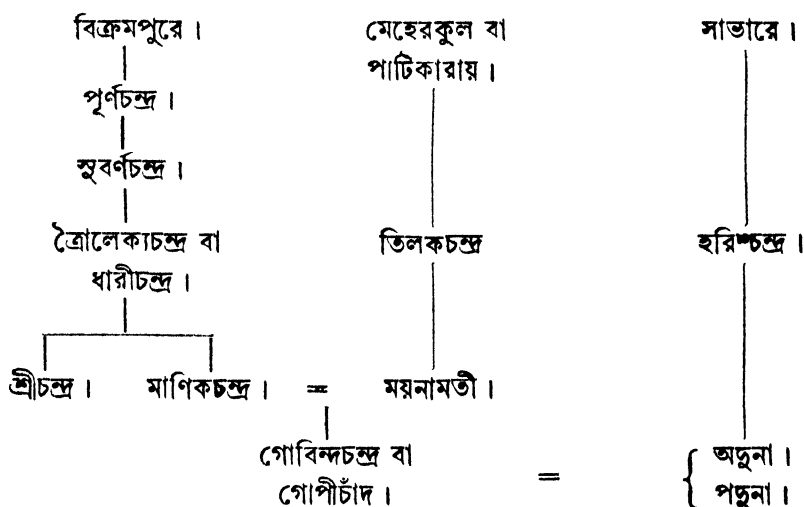 বিক্রমপুরে । মেহেরকুল বা সাভারে ।
পাটিকারায় ।
পূর্ণচন্দ্র ।
সুবর্ণচন্দ্র ।
ত্রৈালেক্যচন্দ্র বা তিলকচন্দ্র হরিশ্চন্দ্র ।
ধারীচন্দ্র ।
শ্রীচন্দ্র । মাণিকচন্দ্র । = ময়নামতী ।
গোবিন্দচন্দ্র বা অদুনা ।
গোপীচাঁদ । = { পদুনা ।